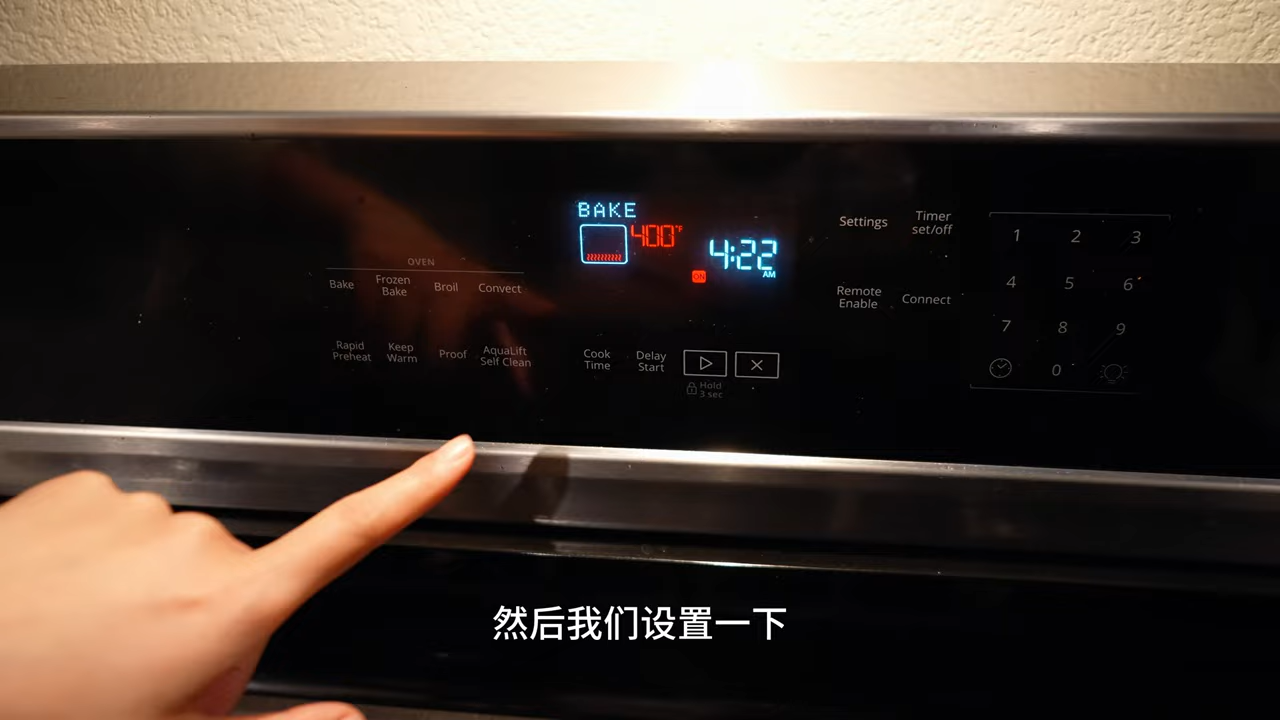 BAKE
400°F
4:22
AM
ON
OVEN
Bake
Frozen
Bake
Broil
Convect
Rapid
Preheat
Keep
Warm
Proof
AquaLift
Self Clean
Cook
Time
Delay
Start
Hold
3 sec
Settings
Timer
set/off
Remote
Enable
Connect
1 2 3
4 5 6
7 8 9
0
然后我们设置一下